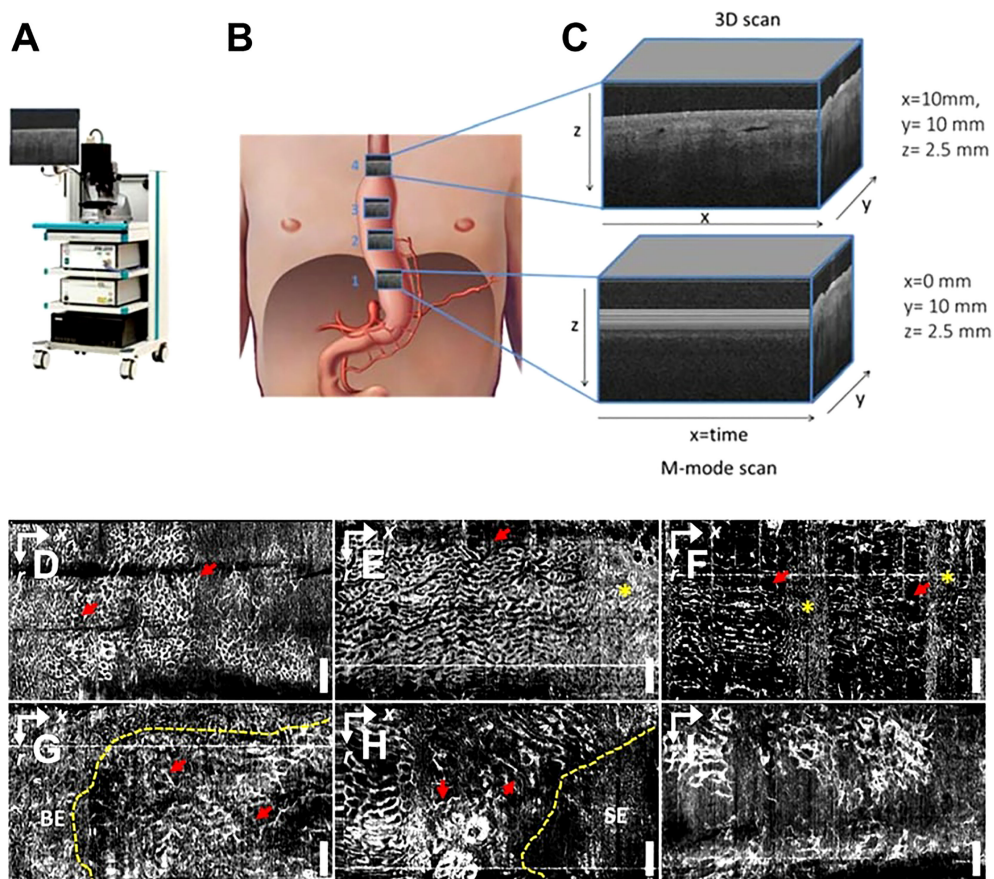 A
B
C
3D scan
z
x
y
x=10mm,
y= 10 mm
z= 2.5 mm
4
3
2
1
z
y
x=0 mm
y= 10 mm
z= 2.5 mm
x=time
M-mode scan
D
x
E
x
F
x
G
x
BE
H
x
SE
I
x